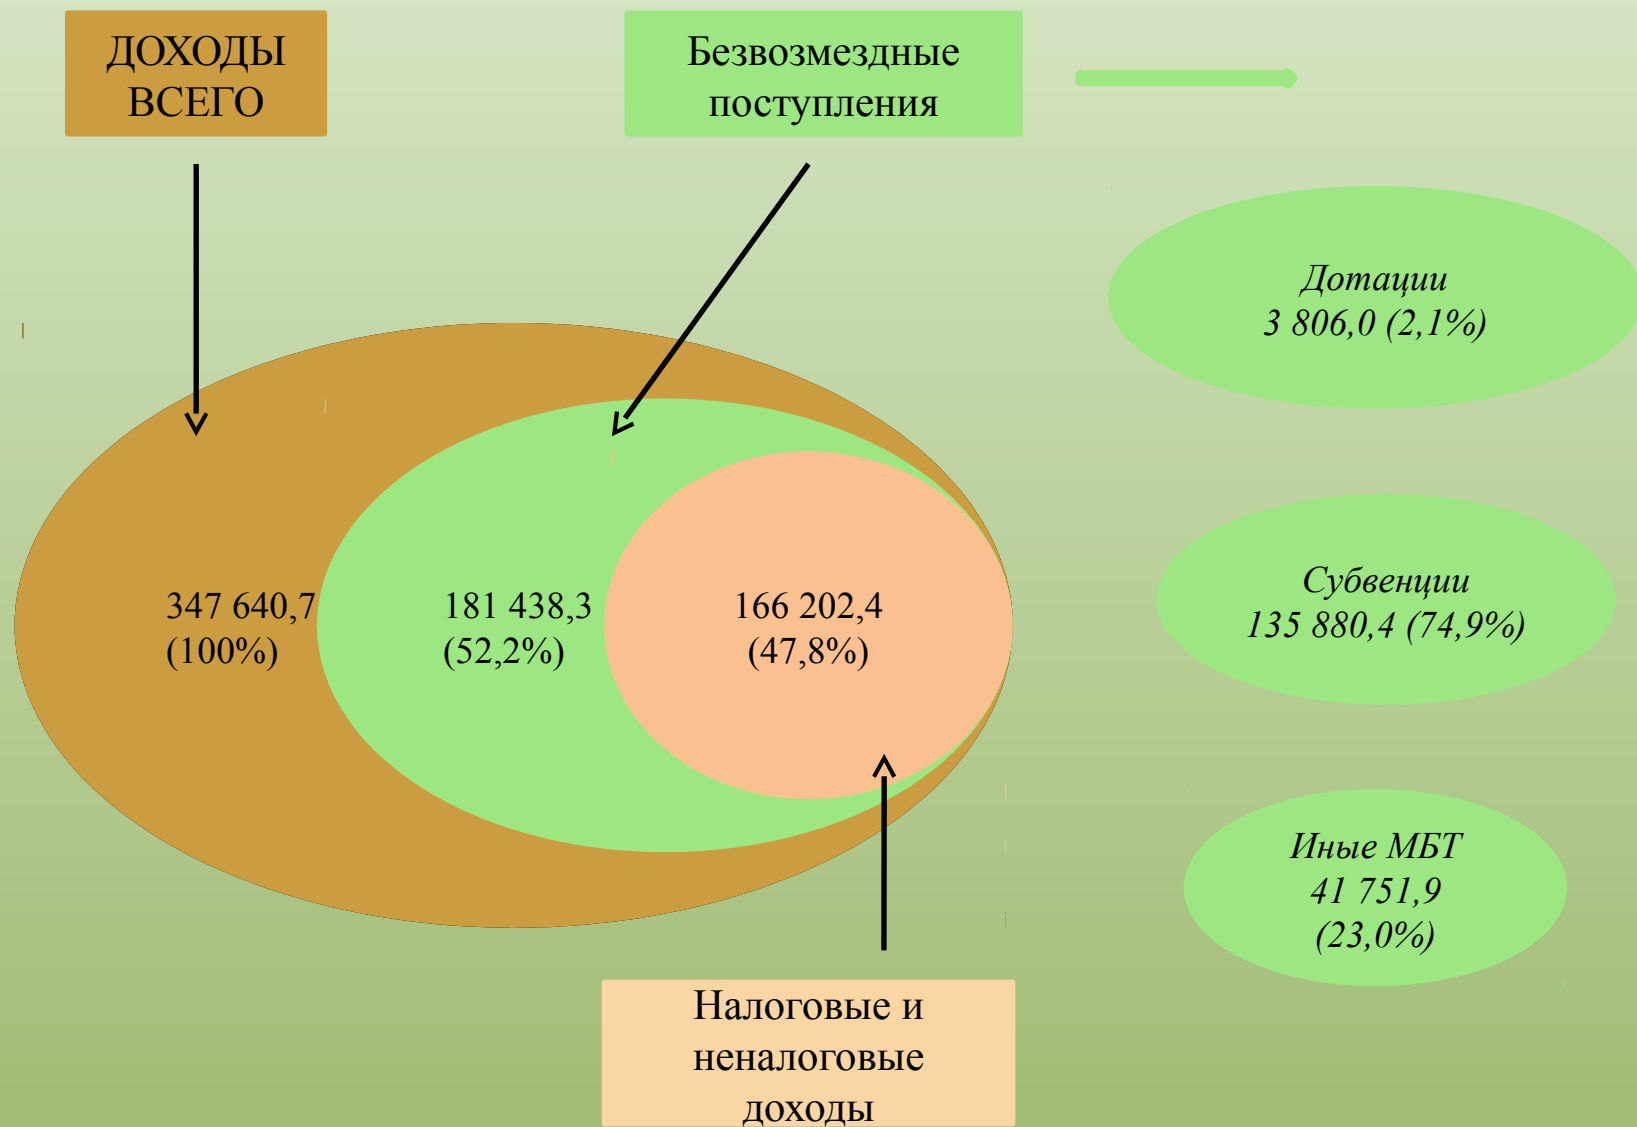 ДОХОДЫ
ВСЕГО
Безвозмездные
поступления
Дотации
3 806,0 (2,1%)
347 640,7
(100%)
181 438,3
(52,2%)
166 202,4
(47,8%)
Субвенции
135 880,4 (74,9%)
Иные МБТ
41 751,9
(23,0%)
Налоговые и
неналоговые
доходы